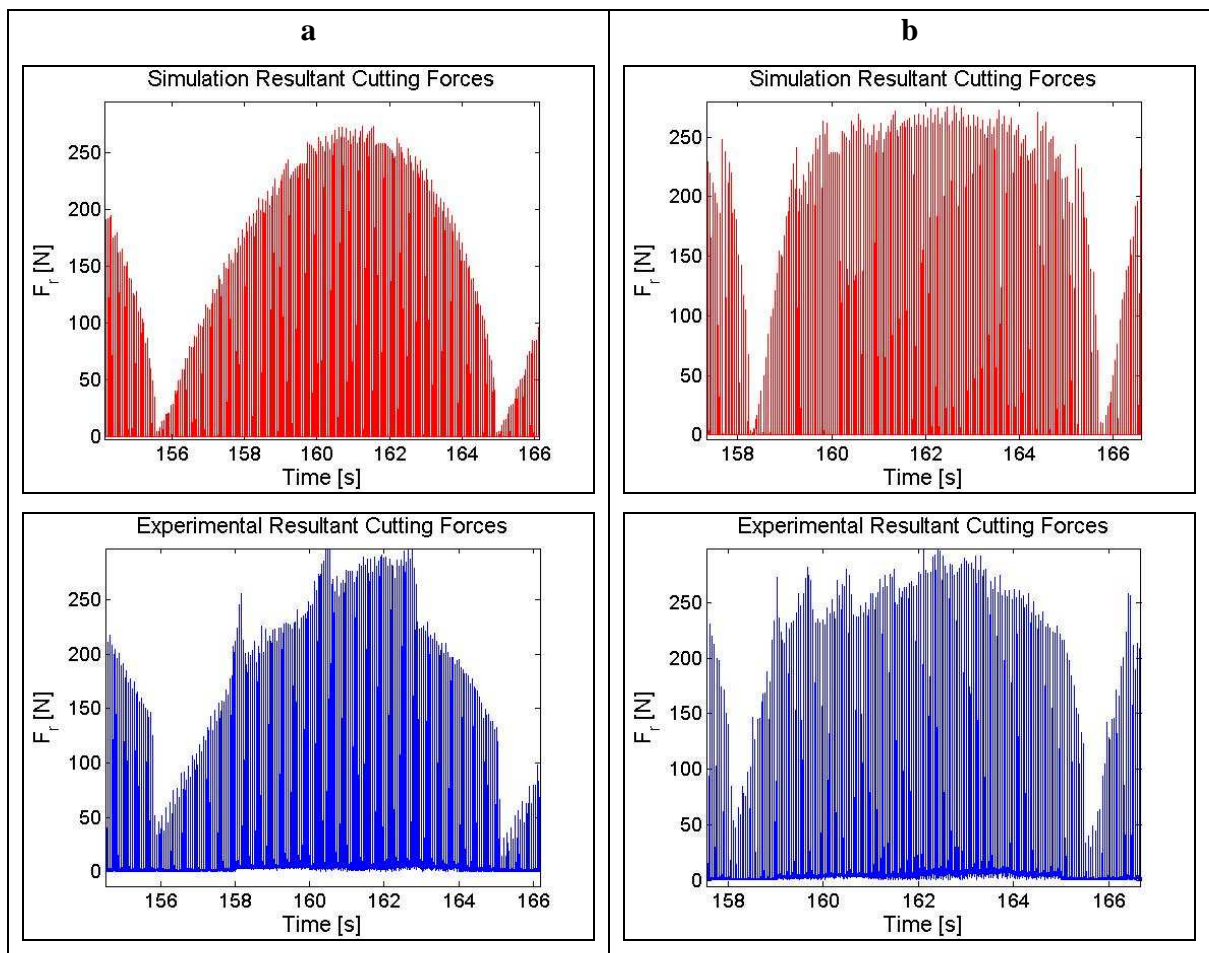 a
Simulation Resultant Cutting Forces
250
200
150
100
50
0
F_r [N]
156 158 160 162 164 166
Time [s]
Experimental Resultant Cutting Forces
250
200
150
100
50
0
F_r [N]
156 158 160 162 164 166
Time [s]
b
Simulation Resultant Cutting Forces
250
200
150
100
50
0
F_r [N]
158 160 162 164 166
Time [s]
Experimental Resultant Cutting Forces
250
200
150
100
50
0
F_r [N]
158 160 162 164 166
Time [s]